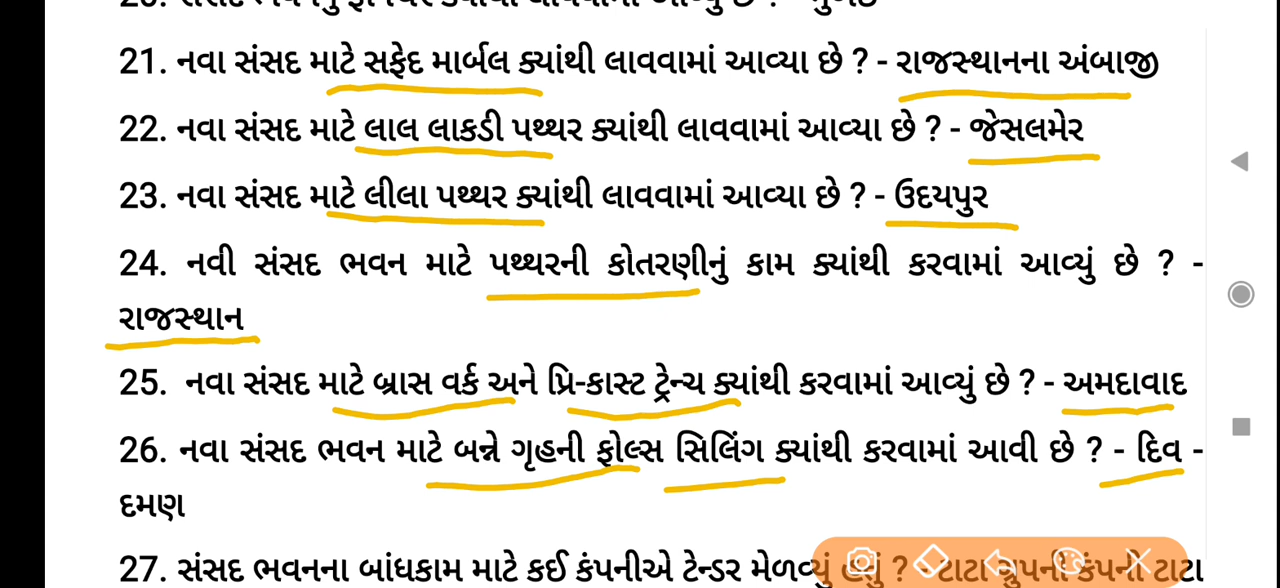 21. નવા સંસદ માટે સફેદ માર્બલ ક્યાંથી લાવવામાં આવ્યા છે ? - રાજસ્થાનના અંબાજી
22. નવા સંસદ માટે લાલ લાકડી પથ્થર ક્યાંથી લાવવામાં આવ્યા છે ? - જેસલમેર
23. નવા સંસદ માટે લીલા પથ્થર ક્યાંથી લાવવામાં આવ્યા છે ? - ઉદયપુર
24. નવી સંસદ ભવન માટે પથ્થરની કોતરણીનું કામ ક્યાંથી કરવામાં આવ્યું છે ? -
રાજસ્થાન
25. નવા સંસદ માટે બ્રાસ વર્ક અને પ્રિ-કાસ્ટ ટ્રેન્ચ ક્યાંથી કરવામાં આવ્યું છે ? - અમદાવાદ
26. નવા સંસદ ભવન માટે બન્ને ગૃહની ફોલ્સ સિલિંગ ક્યાંથી કરવામાં આવી છે ? - દિવ -
દમણ
27. સંસદ ભવનના બાંધકામ માટે કઈ કંપનીએ ટેન્ડર મેળવ્યું હતું ? - ટાટા ગ્રુપની કંપની ટાટા